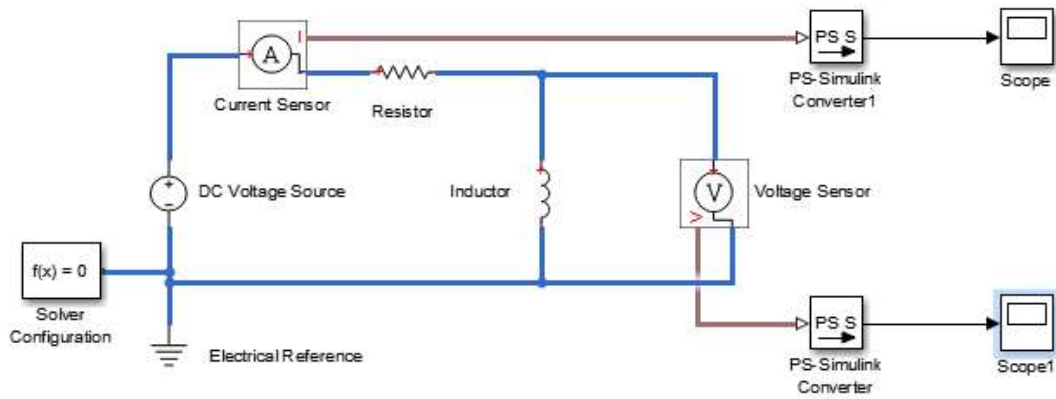 A
I
PS S
PS-Simulink
Converter1
Scope
Current Sensor
Resistor
+
-
DC Voltage Source
Inductor
+
V
V
Voltage Sensor
f(x) = 0
Solver
Configuration
Electrical Reference
PS S
PS-Simulink
Converter
Scope1